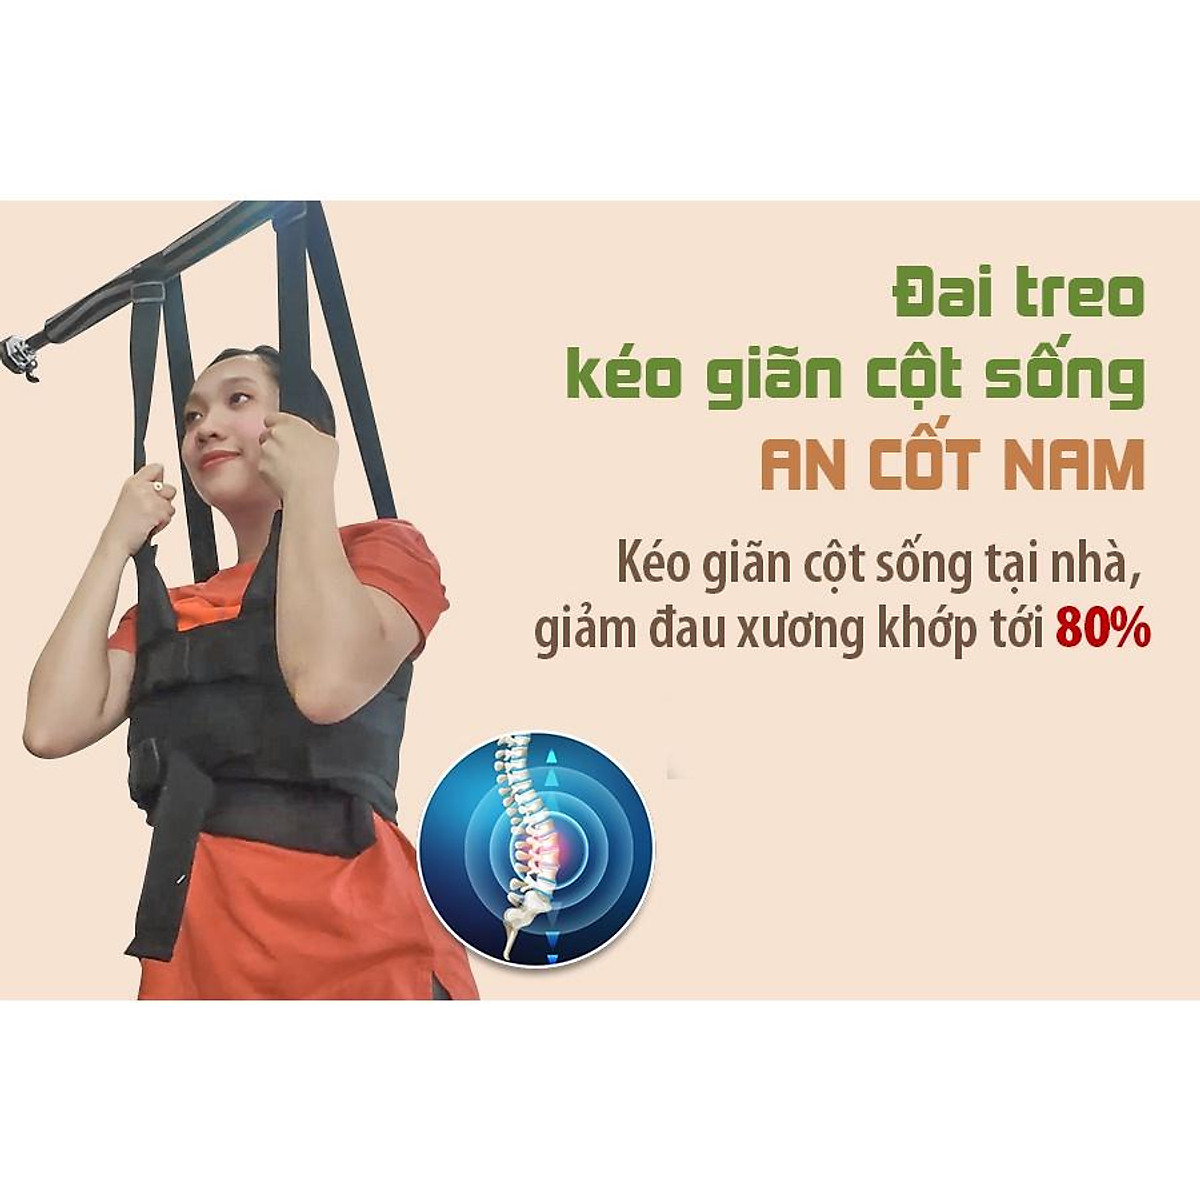 Đai treo
kéo giãn cột sống
AN CỐT NAM
Kéo giãn cột sống tại nhà,
giảm đau xương khớp tới 80%